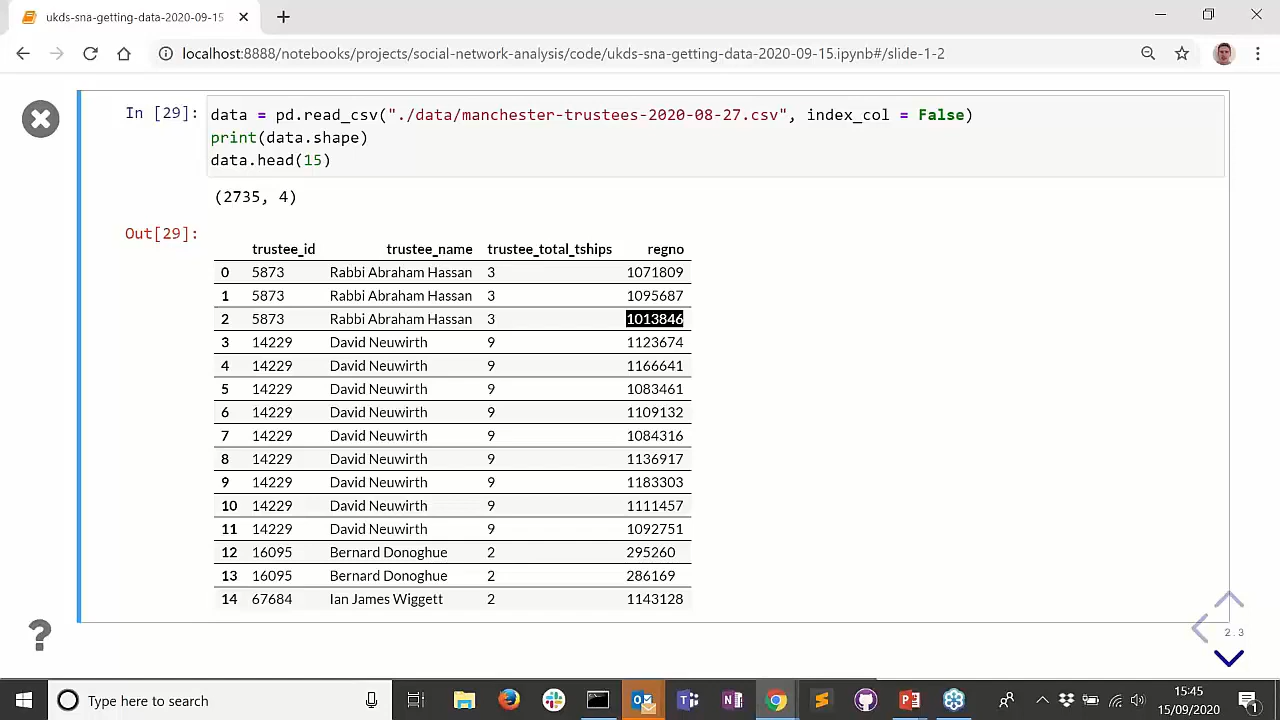 ukds-sna-getting-data-2020-09-15
localhost:8888/notebooks/projects/social-network-analysis/code/ukds-sna-getting-data-2020-09-15.ipynb#/slide-1-2
In [29]: data = pd.read_csv("./data/manchester-trustees-2020-08-27.csv", index_col = False)
print(data.shape)
data.head(15)
(2735, 4)
Out[29]:
trustee_id trustee_name trustee_total_tships regno
0 5873 Rabbi Abraham Hassan 3 1071809
1 5873 Rabbi Abraham Hassan 3 1095687
2 5873 Rabbi Abraham Hassan 3 1013846
3 14229 David Neuwirth 9 1123674
4 14229 David Neuwirth 9 1166641
5 14229 David Neuwirth 9 1083461
6 14229 David Neuwirth 9 1109132
7 14229 David Neuwirth 9 1084316
8 14229 David Neuwirth 9 1136917
9 14229 David Neuwirth 9 1183303
10 14229 David Neuwirth 9 1111457
11 14229 David Neuwirth 9 1092751
12 16095 Bernard Donoghue 2 295260
13 16095 Bernard Donoghue 2 286169
14 67684 Ian James Wiggett 2 1143128
?
2.3
Type here to search
15:45
15/09/2020
1